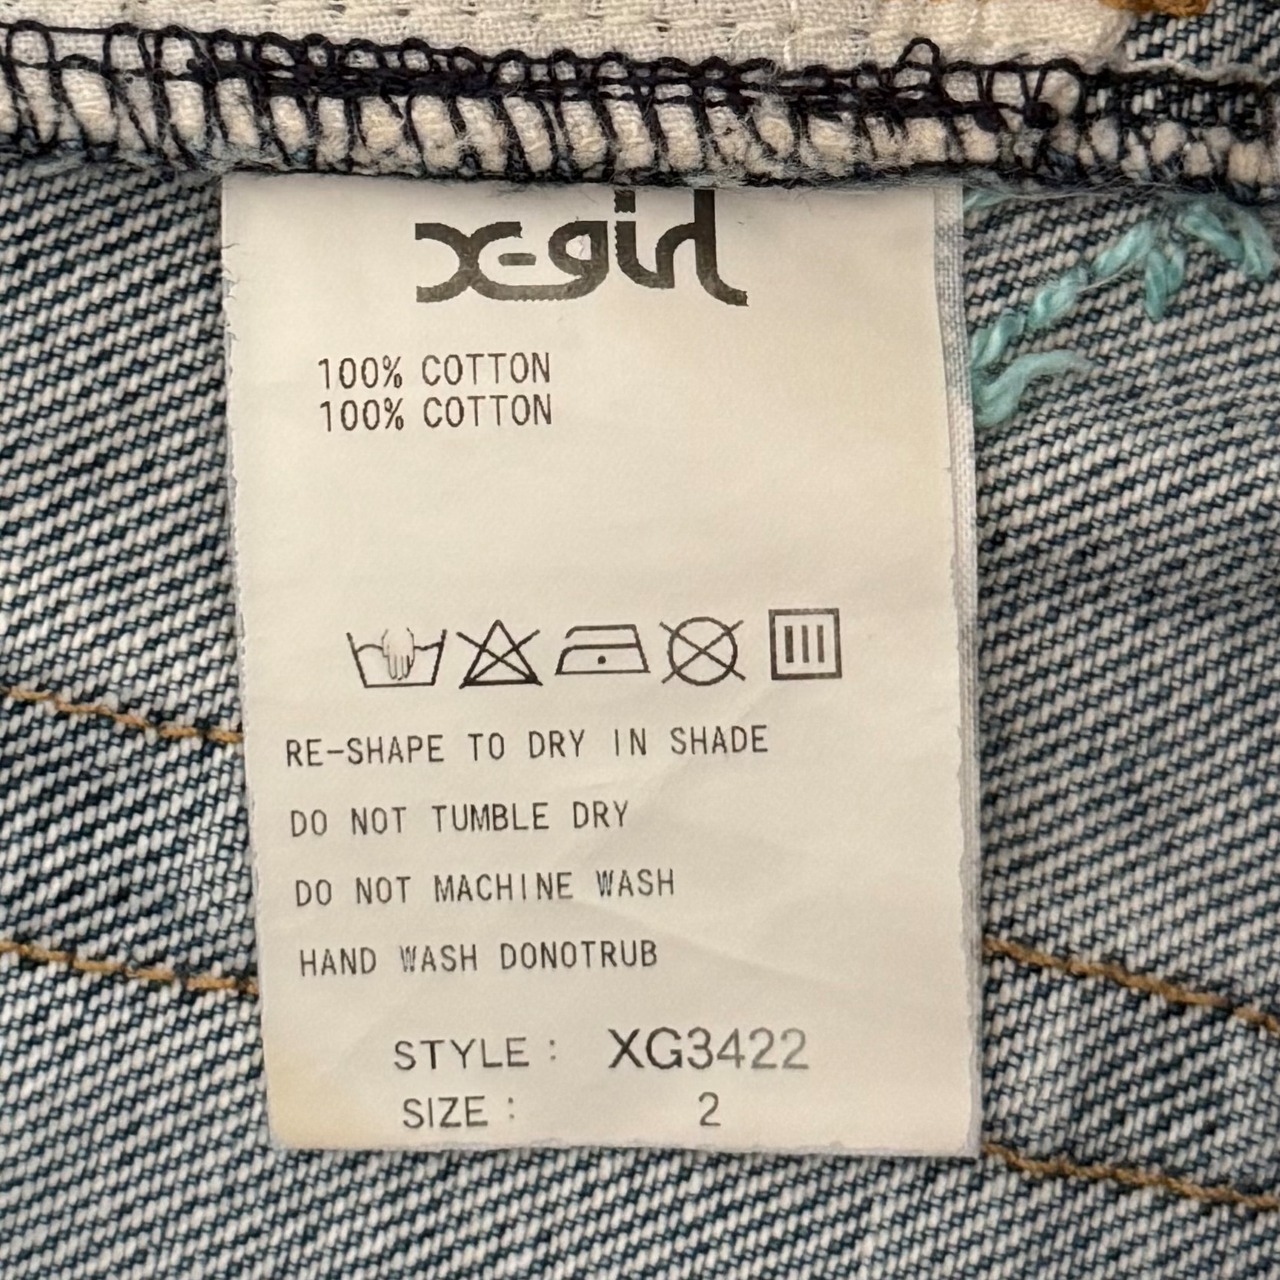 X-girl
100% COTTON
100% COTTON
RE-SHAPE TO DRY IN SHADE
DO NOT TUMBLE DRY
DO NOT MACHINE WASH
HAND WASH DONOTRUB
STYLE : XG3422
SIZE : 2